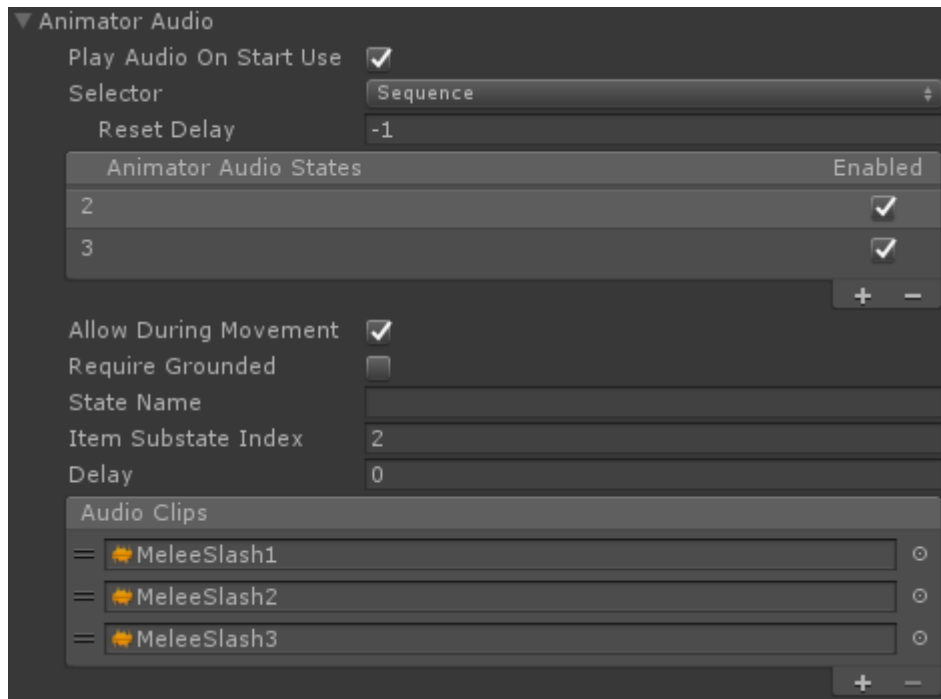 Animator Audio
Play Audio On Start Use
Selector Sequence
Reset Delay -1
Animator Audio States Enabled
2
3
+ −
Allow During Movement
Require Grounded
State Name
Item Substate Index 2
Delay 0
Audio Clips
MeleeSlash1
MeleeSlash2
MeleeSlash3
+ −